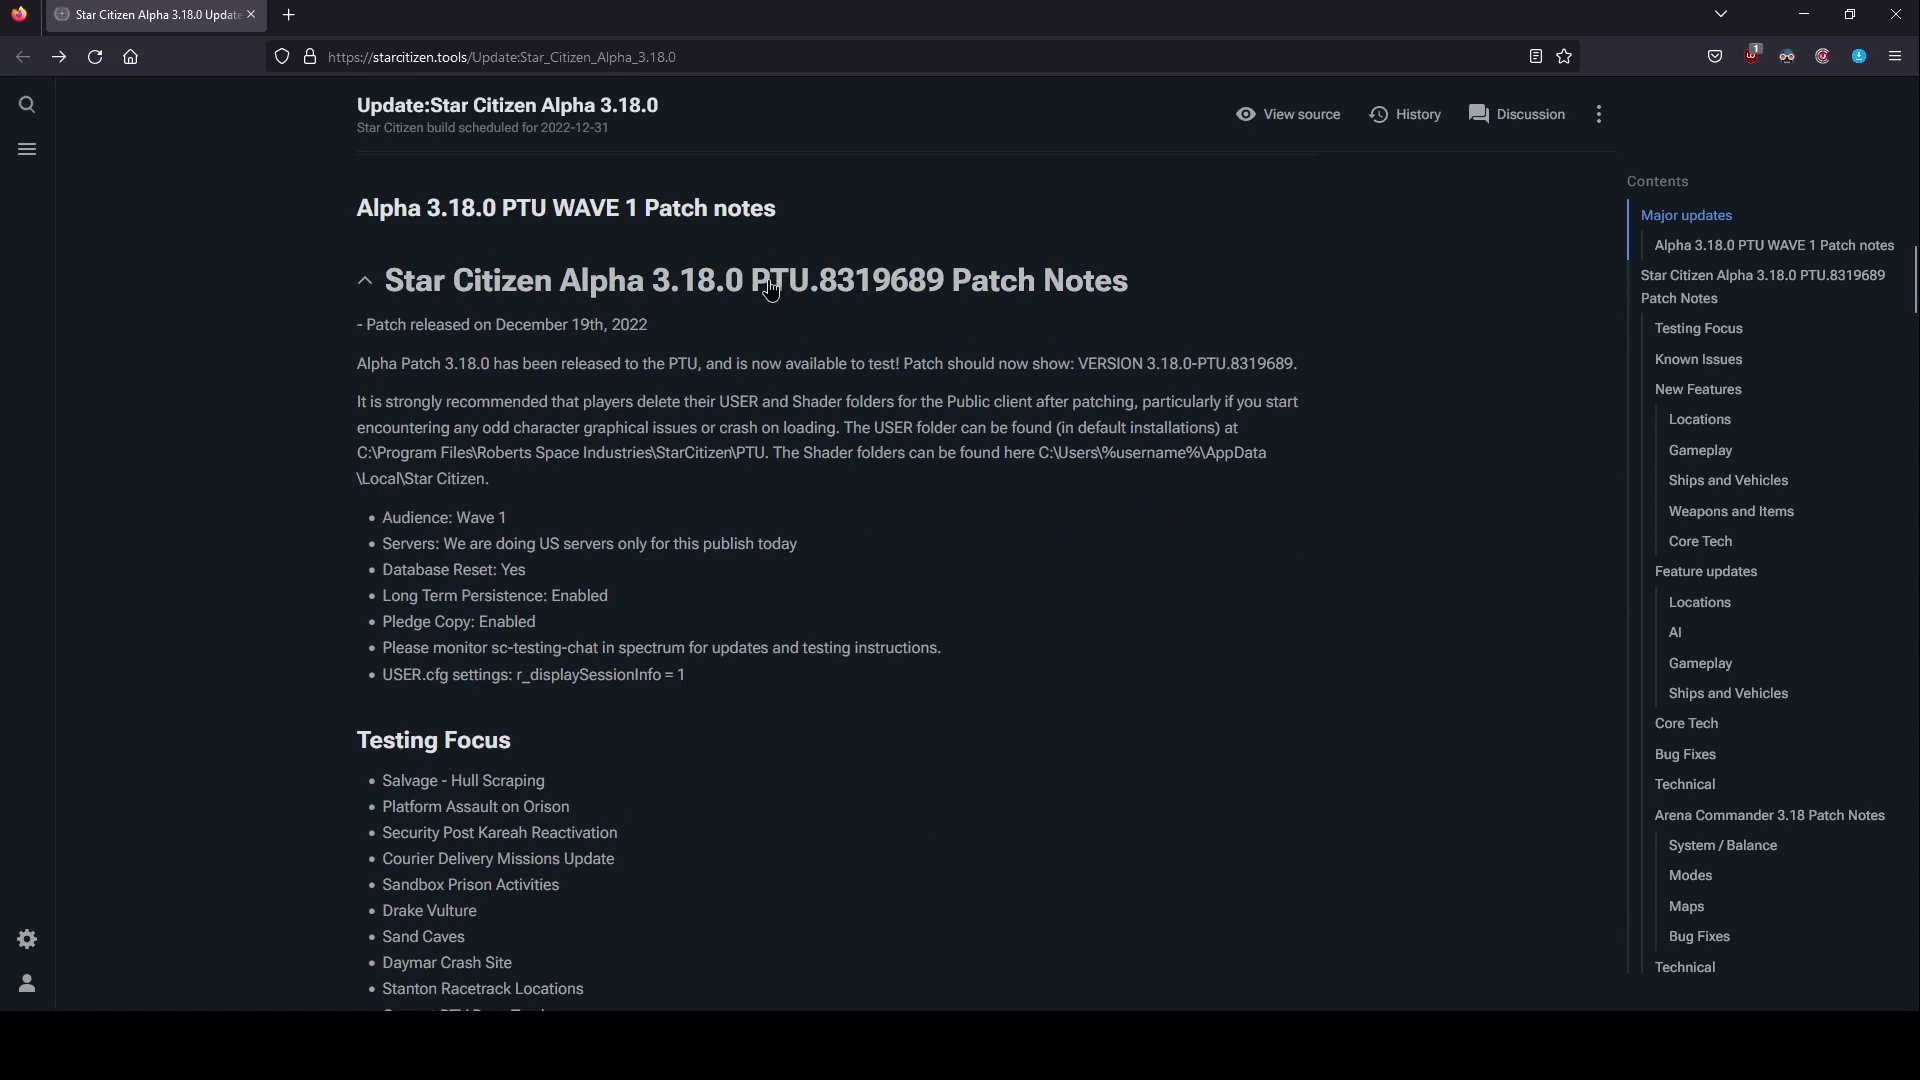 Star Citizen Alpha 3.18.0 Update
https://starcitizen.tools/Update:Star_Citizen_Alpha_3.18.0
1
Update:Star Citizen Alpha 3.18.0
Star Citizen build scheduled for 2022-12-31
View source
History
Discussion
Alpha 3.18.0 PTU WAVE 1 Patch notes
Star Citizen Alpha 3.18.0 PTU.8319689 Patch Notes
- Patch released on December 19th, 2022
Alpha Patch 3.18.0 has been released to the PTU, and is now available to test! Patch should now show: VERSION 3.18.0-PTU.8319689.
It is strongly recommended that players delete their USER and Shader folders for the Public client after patching, particularly if you start
encountering any odd character graphical issues or crash on loading. The USER folder can be found (in default installations) at
C:\Program Files\Roberts Space Industries\StarCitizen\PTU. The Shader folders can be found here C:\Users\%username%\AppData
\Local\Star Citizen.
• Audience: Wave 1
• Servers: We are doing US servers only for this publish today
• Database Reset: Yes
• Long Term Persistence: Enabled
• Pledge Copy: Enabled
• Please monitor sc-testing-chat in spectrum for updates and testing instructions.
• USER.cfg settings: r_displaySessionInfo = 1
Testing Focus
• Salvage - Hull Scraping
• Platform Assault on Orison
• Security Post Kareah Reactivation
• Courier Delivery Missions Update
• Sandbox Prison Activities
• Drake Vulture
• Sand Caves
• Daymar Crash Site
• Stanton Racetrack Locations
Contents
Major updates
Alpha 3.18.0 PTU WAVE 1 Patch notes
Star Citizen Alpha 3.18.0 PTU.8319689
Patch Notes
Testing Focus
Known Issues
New Features
Locations
Gameplay
Ships and Vehicles
Weapons and Items
Core Tech
Feature updates
Locations
AI
Gameplay
Ships and Vehicles
Core Tech
Bug Fixes
Technical
Arena Commander 3.18 Patch Notes
System / Balance
Modes
Maps
Bug Fixes
Technical